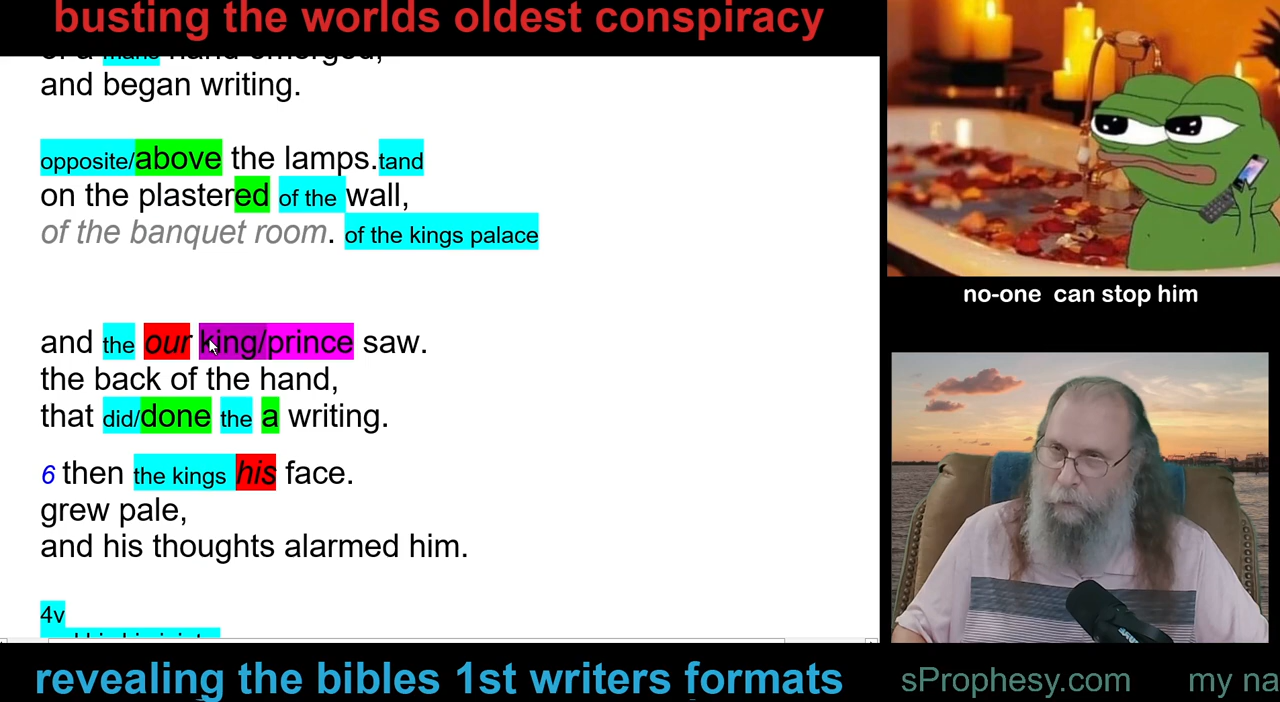 busting the worlds oldest conspiracy
and began writing.
opposite/above the lamps.tand
on the plastered of the wall,
of the banquet room. of the kings palace
and the our king/prince saw.
the back of the hand,
that did/done the a writing.
6 then the kings his face.
grew pale,
and his thoughts alarmed him.
4v
no-one can stop him
revealing the bibles 1st writers formats
sProphesy.com my na